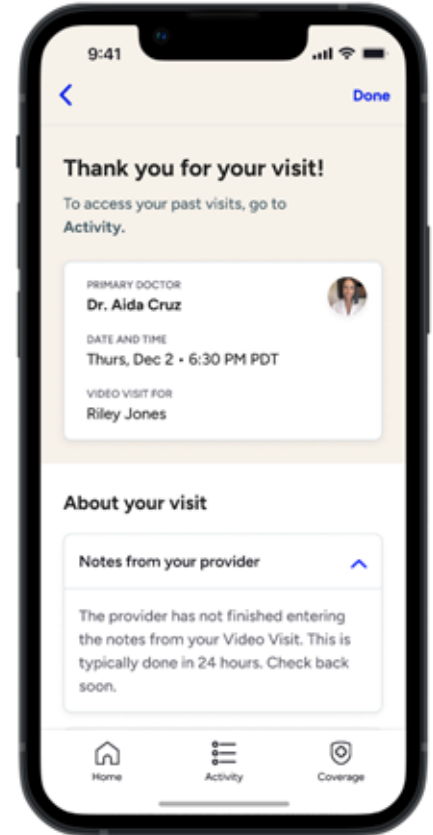 9:41
Done
Thank you for your visit!
To access your past visits, go to
Activity.
PRIMARY DOCTOR
Dr. Aida Cruz
DATE AND TIME
Thurs, Dec 2 • 6:30 PM PDT
VIDEO VISIT FOR
Riley Jones
About your visit
Notes from your provider
The provider has not finished entering
the notes from your Video Visit. This is
typically done in 24 hours. Check back
soon.
Home Activity Coverage